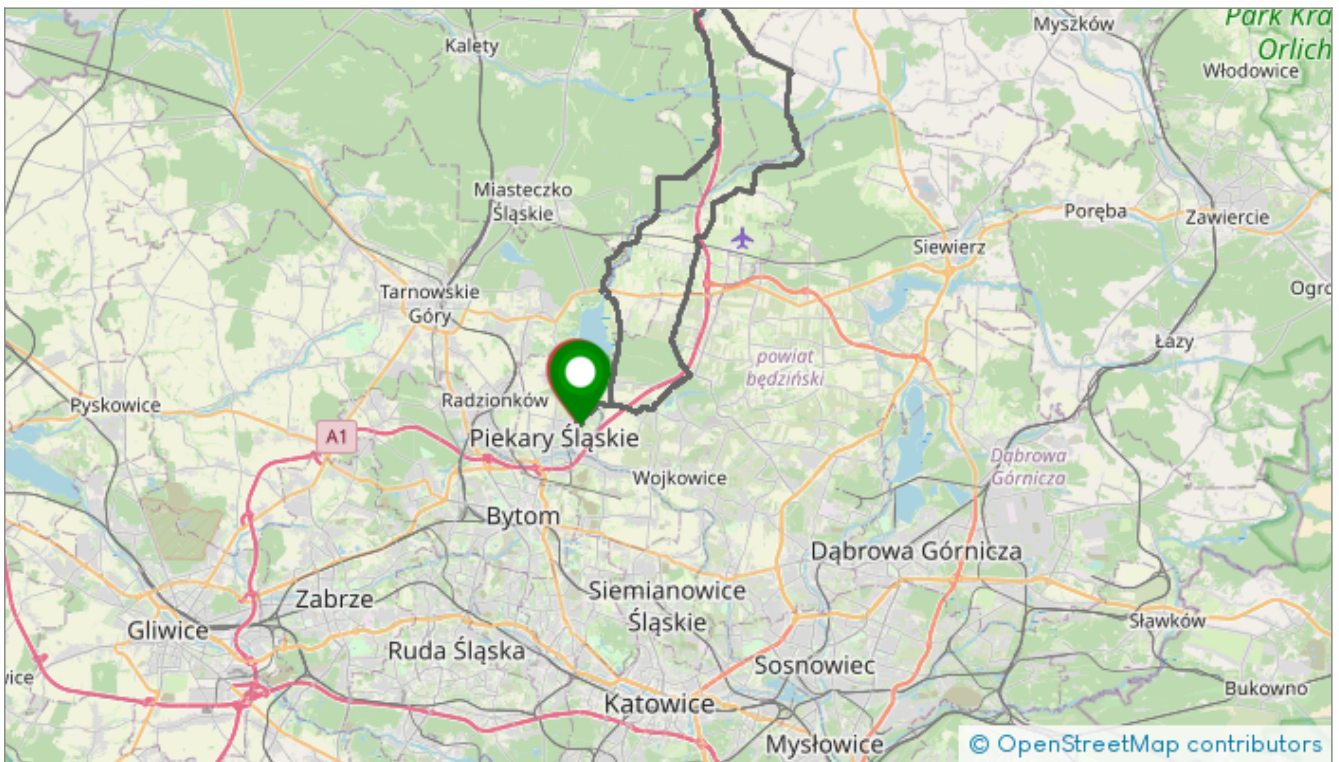 Park Kra
Orlich
Myszków
Kalety
Włodowice
Miasteczko
Śląskie
Poręba
Zawiercie
Siewierz
Tarnowskie
Góry
Ogro
Łazy
powiat
będziński
Radzionków
Pyskowice
A1
Piekary Śląskie
Dąbrowa
Górnicza
Wojkowice
Bytom
Dąbrowa Górnicza
Siemianowice
Śląskie
Zabrze
Sławków
Gliwice
Ruda Śląska
Sosnowiec
wice
Bukowno
Katowice
Mysłowice
© OpenStreetMap contributors